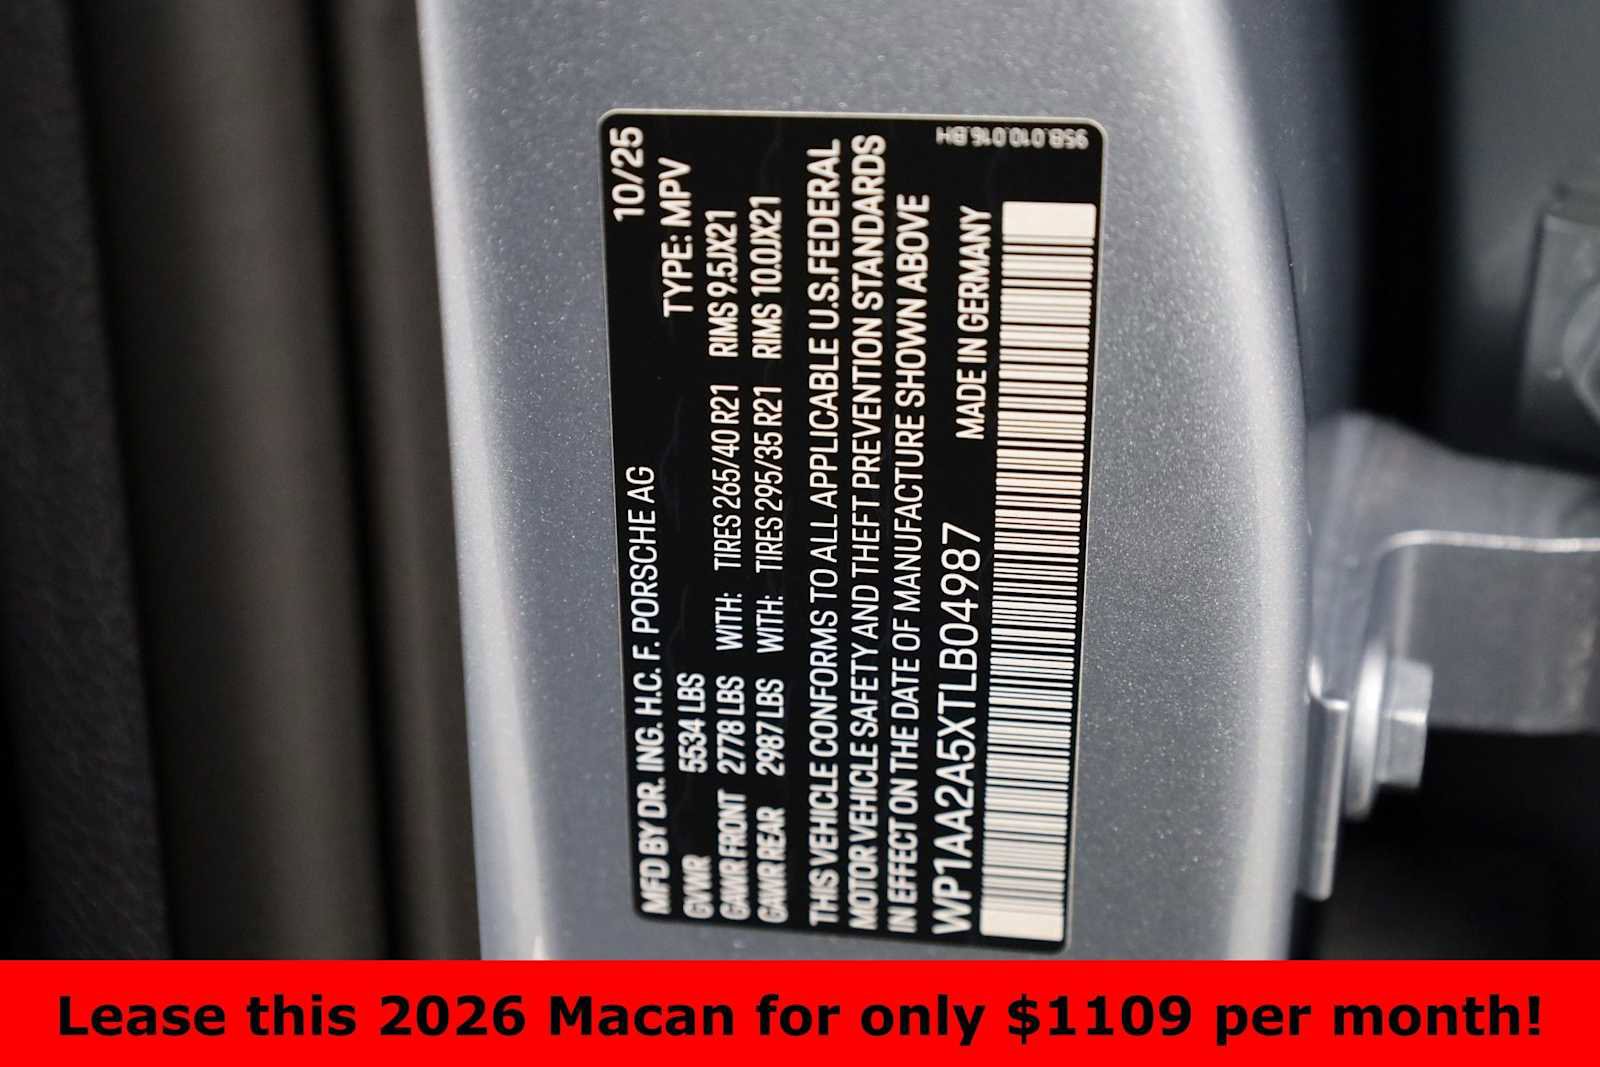 MFD BY DR. ING. H.C. F. PORSCHE AG 10/25
GVWR 5534 LBS TYPE: MPV
GAWR FRONT 2778 LBS WITH: TIRES 265/40 R21 RIMS 9.5JX21
GAWR REAR 2987 LBS WITH: TIRES 295/35 R21 RIMS 10.0JX21
THIS VEHICLE CONFORMS TO ALL APPLICABLE U.S.FEDERAL
MOTOR VEHICLE SAFETY AND THEFT PREVENTION STANDARDS
IN EFFECT ON THE DATE OF MANUFACTURE SHOWN ABOVE
WP1AA2A5XTLB04987 MADE IN GERMANY
95B.010.016.BH
Lease this 2026 Macan for only $1109 per month!